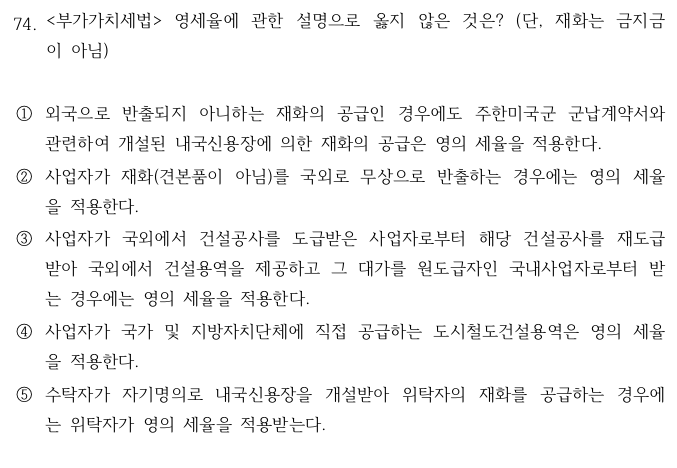 74. <부가가치세법> 영세율에 관한 설명으로 옳지 않은 것은? (단, 재화는 금지금
이 아님)
① 외국으로 반출되지 아니하는 재화의 공급인 경우에도 주한미국군 군납계약서와
관련하여 개설된 내국신용장에 의한 재화의 공급은 영의 세율을 적용한다.
② 사업자가 재화(견본품이 아님)를 국외로 무상으로 반출하는 경우에는 영의 세율
을 적용한다.
③ 사업자가 국외에서 건설공사를 도급받은 사업자로부터 해당 건설공사를 재도급
받아 국외에서 건설용역을 제공하고 그 대가를 원도급자인 국내사업자로부터 받
는 경우에는 영의 세율을 적용한다.
④ 사업자가 국가 및 지방자치단체에 직접 공급하는 도시철도건설용역은 영의 세율
을 적용한다.
⑤ 수탁자가 자기명의로 내국신용장을 개설받아 위탁자의 재화를 공급하는 경우에
는 위탁자가 영의 세율을 적용받는다.